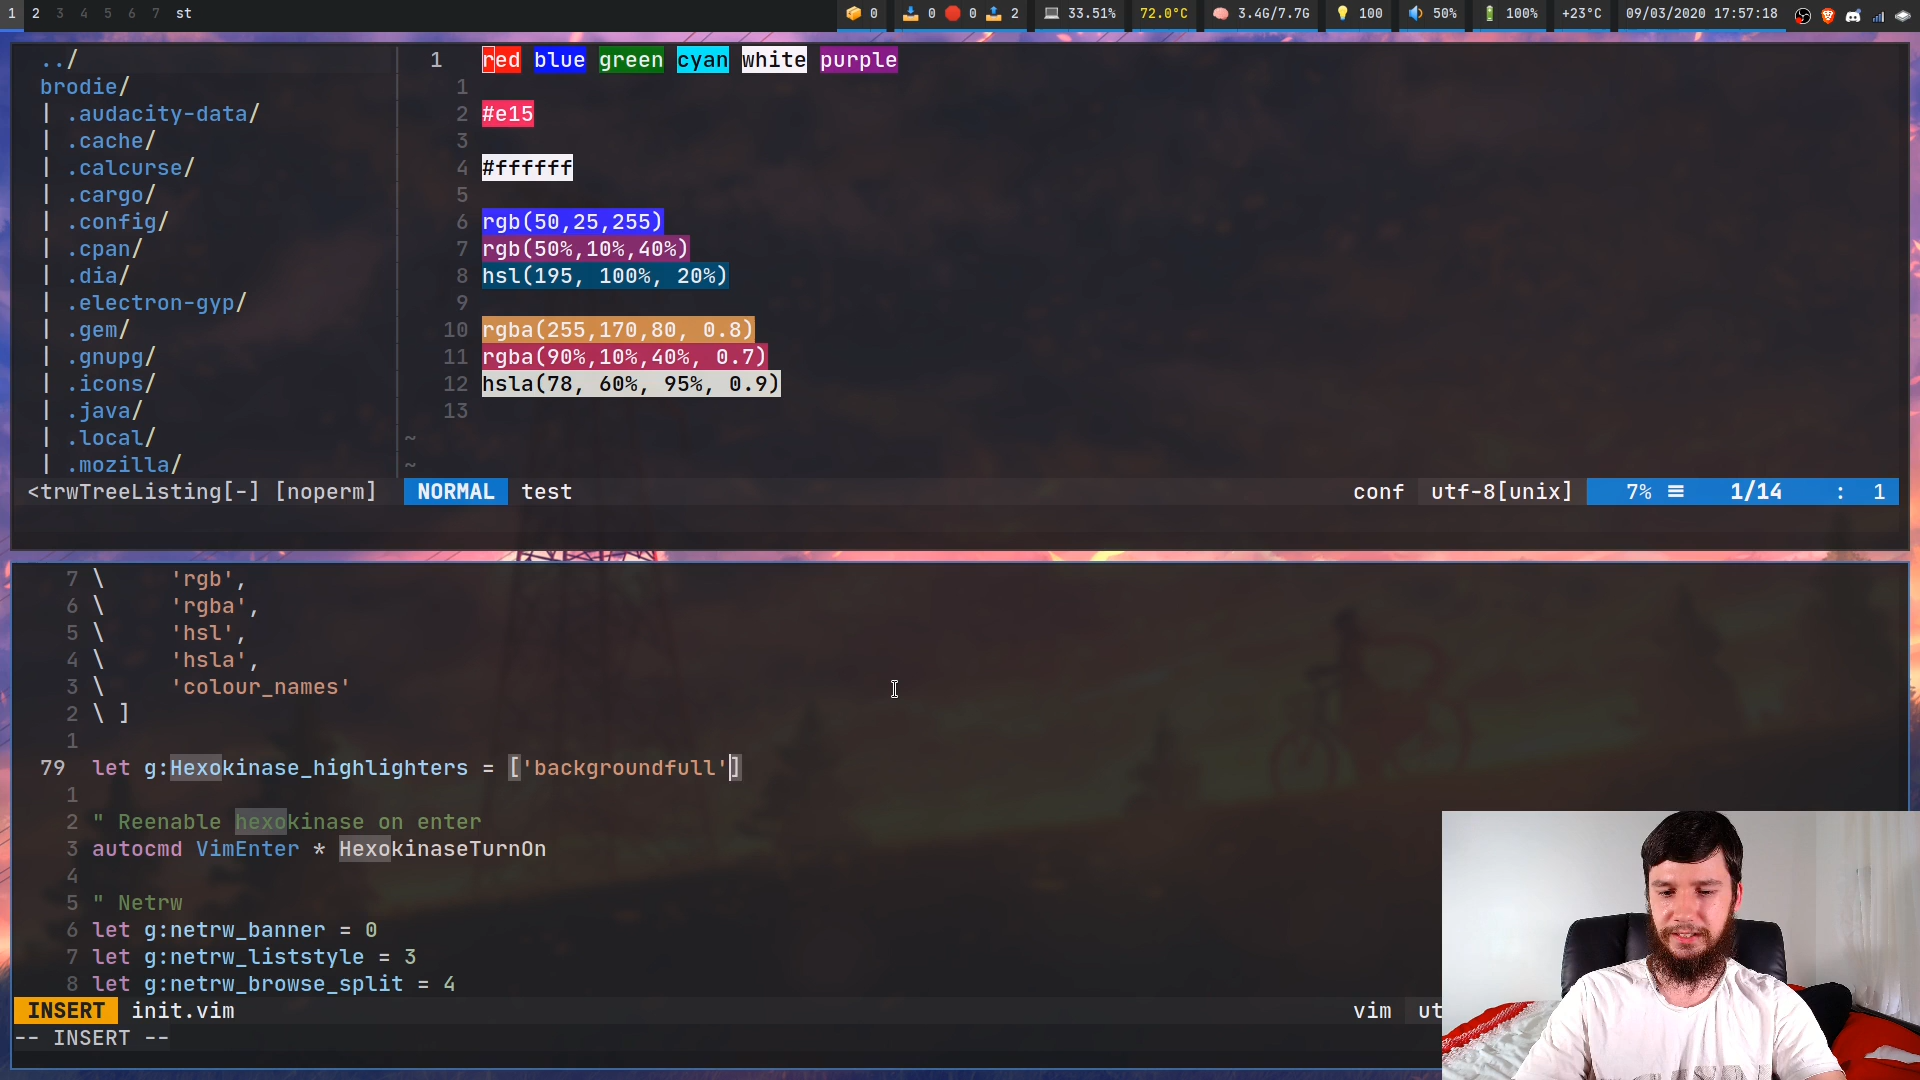 1 2 3 4 5 6 7 st 0 0 0 2 33.51% 72.0°C 3.4G/7.7G 100 50% 100% +23°C 09/03/2020 17:57:18
../
brodie/
| .audacity-data/
| .cache/
| .calcurse/
| .cargo/
| .config/
| .cpan/
| .dia/
| .electron-gyp/
| .gem/
| .gnupg/
| .icons/
| .java/
| .local/
| .mozilla/
<trwTreeListing[-] [noperm]
1 red blue green cyan white purple
1
2 #e15
3
4 #ffffff
5
6 rgb(50,25,255)
7 rgb(50%,10%,40%)
8 hsl(195, 100%, 20%)
9
10 rgba(255,170,80, 0.8)
11 rgba(90%,10%,40%, 0.7)
12 hsla(78, 60%, 95%, 0.9)
13
~
~
NORMAL test conf utf-8[unix] 7% ≡ 1/14 : 1
7 \ 'rgb',
6 \ 'rgba',
5 \ 'hsl',
4 \ 'hsla',
3 \ 'colour_names'
2 \ ]
1
79 let g:Hexokinase_highlighters = ['backgroundfull']
1
2 " Reenable hexokinase on enter
3 autocmd VimEnter * HexokinaseTurnOn
4
5 " Netrw
6 let g:netrw_banner = 0
7 let g:netrw_liststyle = 3
8 let g:netrw_browse_split = 4
INSERT init.vim vim ut
-- INSERT --